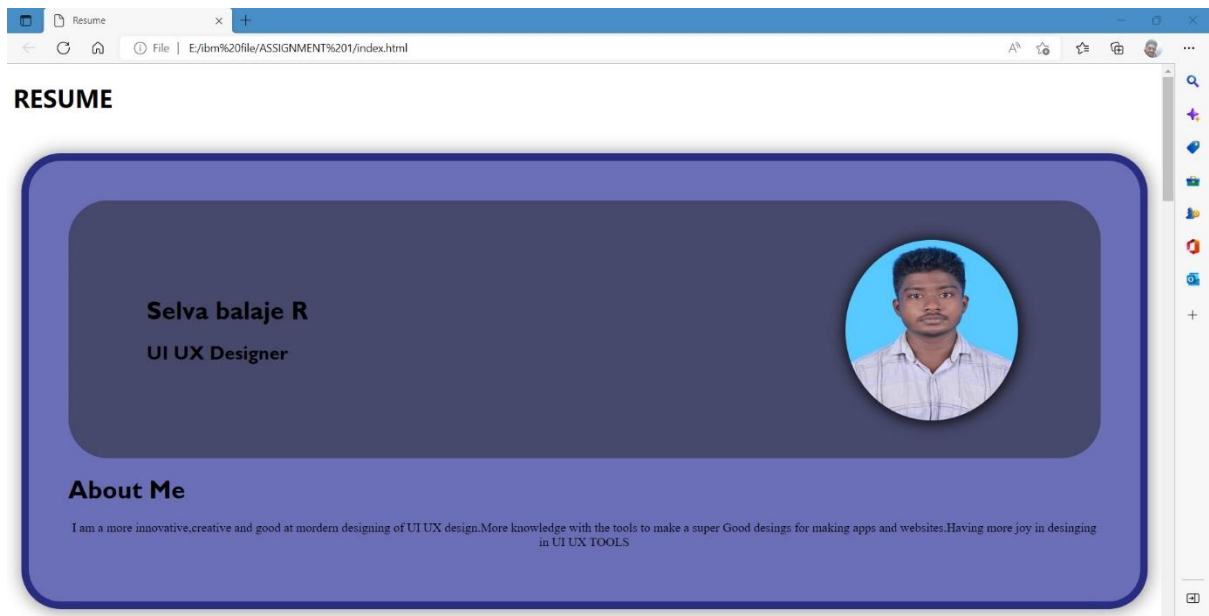 Resume
File | E:/ibm%20file/ASSIGNMENT%201/index.html
RESUME
Selva balaje R
UI UX Designer
About Me
I am a more innovative,creative and good at mordern designing of UI UX design.More knowledge with the tools to make a super Good desings for making apps and websites.Having more joy in desinging
in UI UX TOOLS